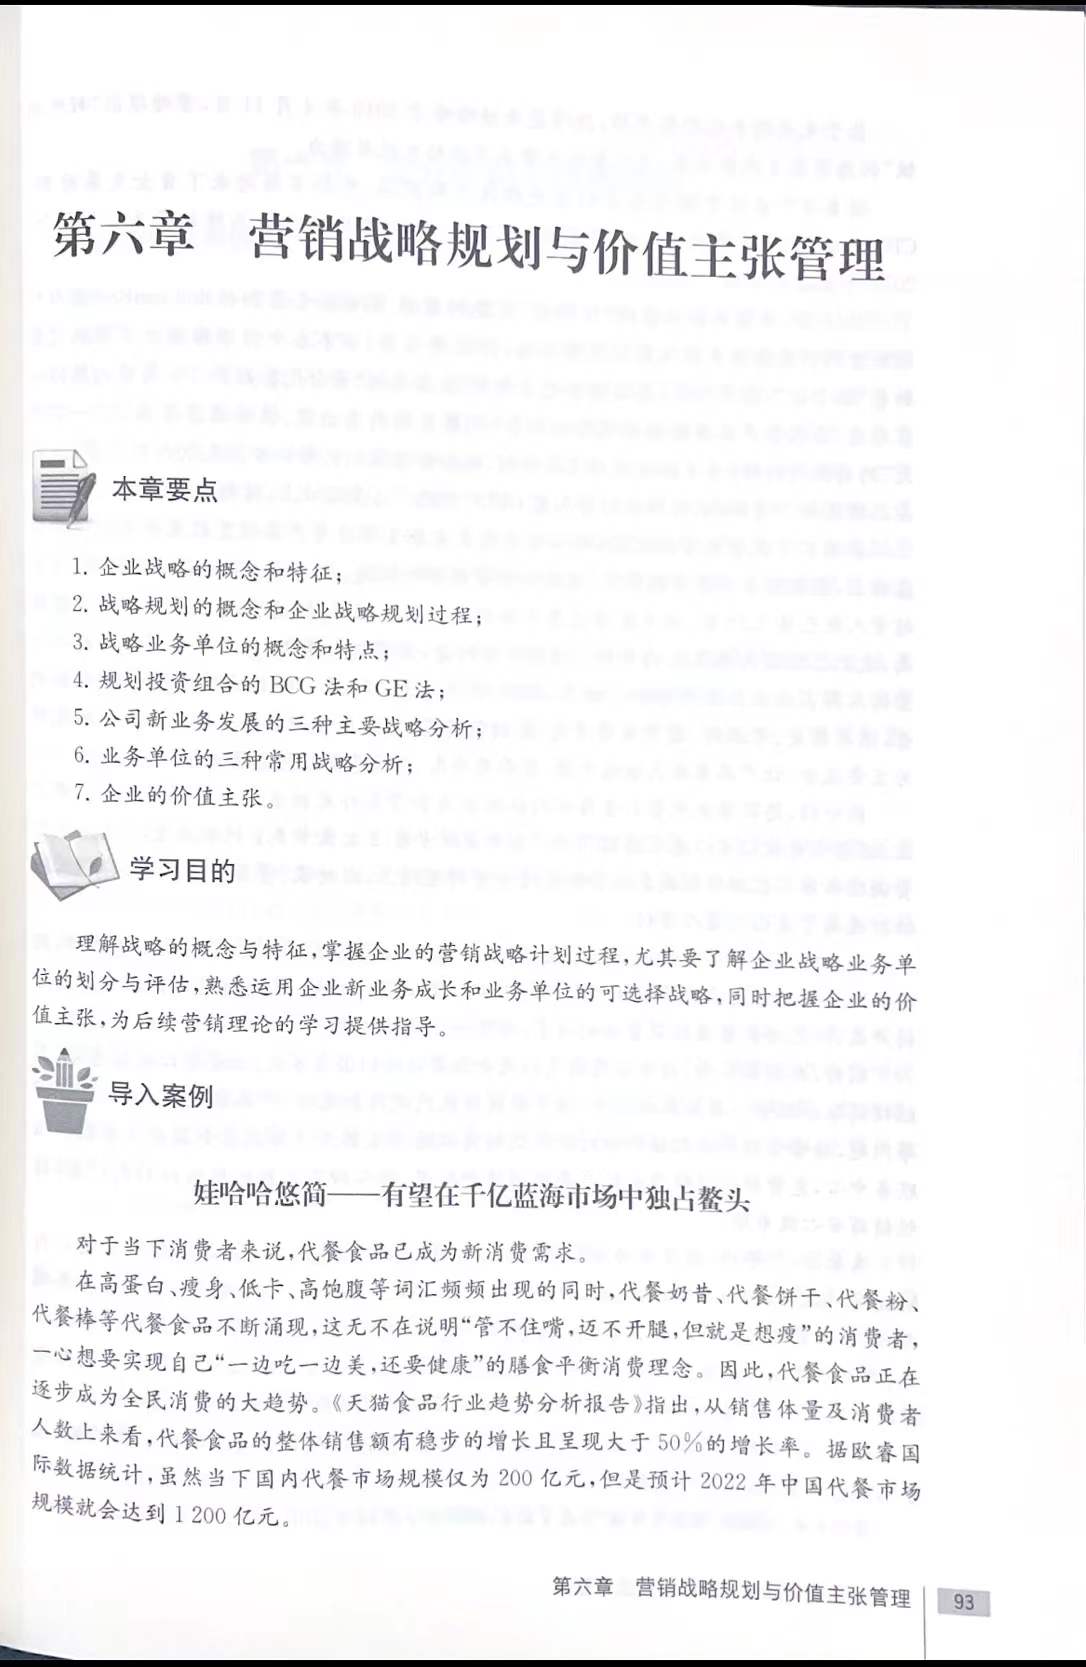 第六章 营销战略规划与价值主张管理
本章要点
1. 企业战略的概念和特征；
2. 战略规划的概念和企业战略规划过程；
3. 战略业务单位的概念和特点；
4. 规划投资组合的 BCG 法和 GE 法；
5. 公司新业务发展的三种主要战略分析；
6. 业务单位的三种常用战略分析；
7. 企业的价值主张。
学习目的
理解战略的概念与特征，掌握企业的营销战略计划过程，尤其要了解企业战略业务单
位的划分与评估，熟悉运用企业新业务成长和业务单位的可选择战略，同时把握企业的价
值主张，为后续营销理论的学习提供指导。
导入案例
娃哈哈悠简——有望在千亿蓝海市场中独占鳌头
对于当下消费者来说，代餐食品已成为新消费需求。
在高蛋白、瘦身、低卡、高饱腹等词汇频频出现的同时，代餐奶昔、代餐饼干、代餐粉、
代餐棒等代餐食品不断涌现，这无不在说明“管不住嘴，迈不开腿，但就是想瘦”的消费者，
一心想要实现自己“一边吃一边美，还要健康”的膳食平衡消费理念。因此，代餐食品正在
逐步成为全民消费的大趋势。《天猫食品行业趋势分析报告》指出，从销售体量及消费者
人数上来看，代餐食品的整体销售额有稳步的增长且呈现大于 50%的增长率。据欧睿国
际数据统计，虽然当下国内代餐市场规模仅为 200 亿元，但是预计 2022 年中国代餐市场
规模就会达到 1 200 亿元。
第六章 营销战略规划与价值主张管理 93